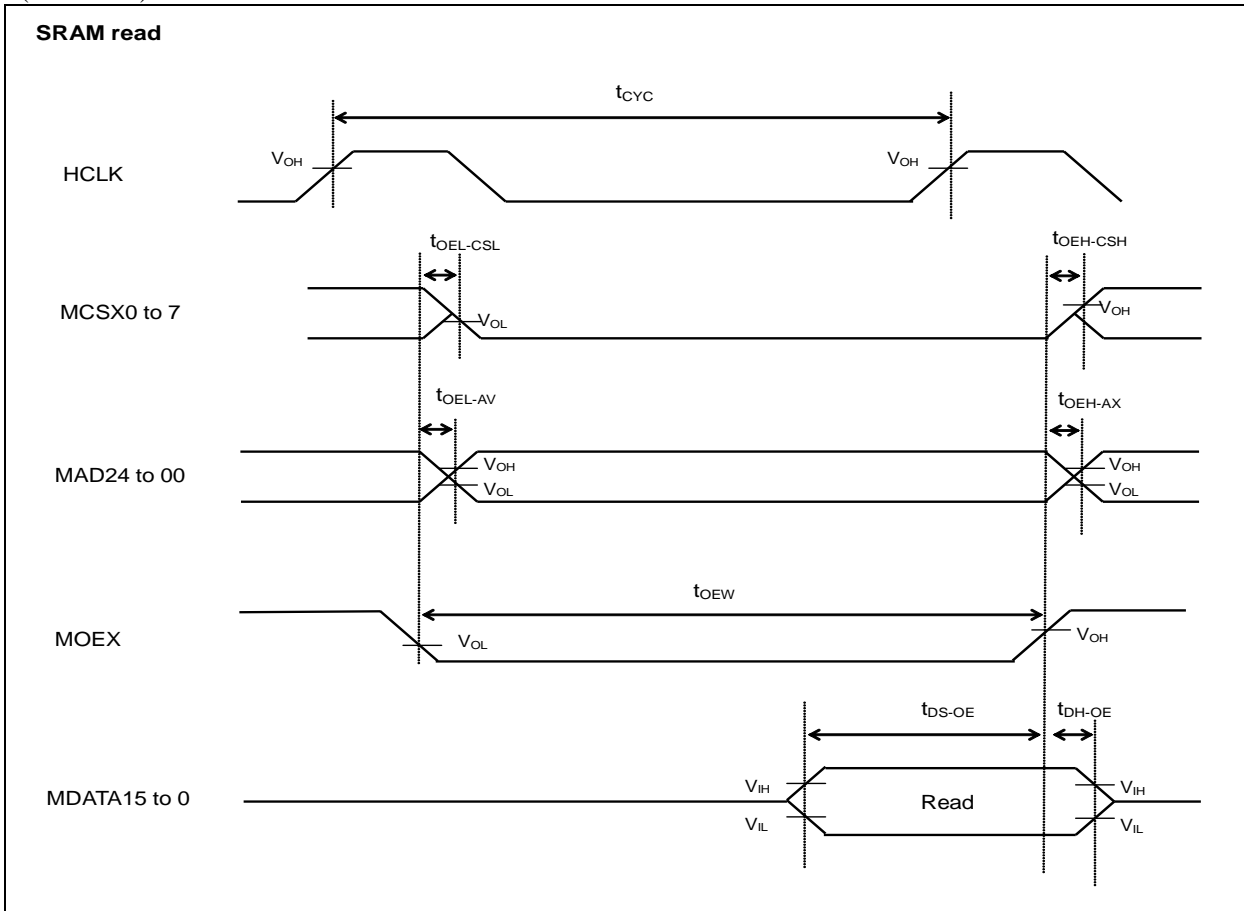 SRAM read
tCYC
VOH
VOH
HCLK
tOEL-CSL
tOEH-CSH
MCSX0 to 7
VOL
VOH
tOEL-AV
tOEH-AX
MAD24 to 00
VOH
VOL
VOH
VOL
tOEW
MOEX
VOL
VOH
tDS-OE
tDH-OE
MDATA15 to 0
VIH
VIL
Read
VIH
VIL